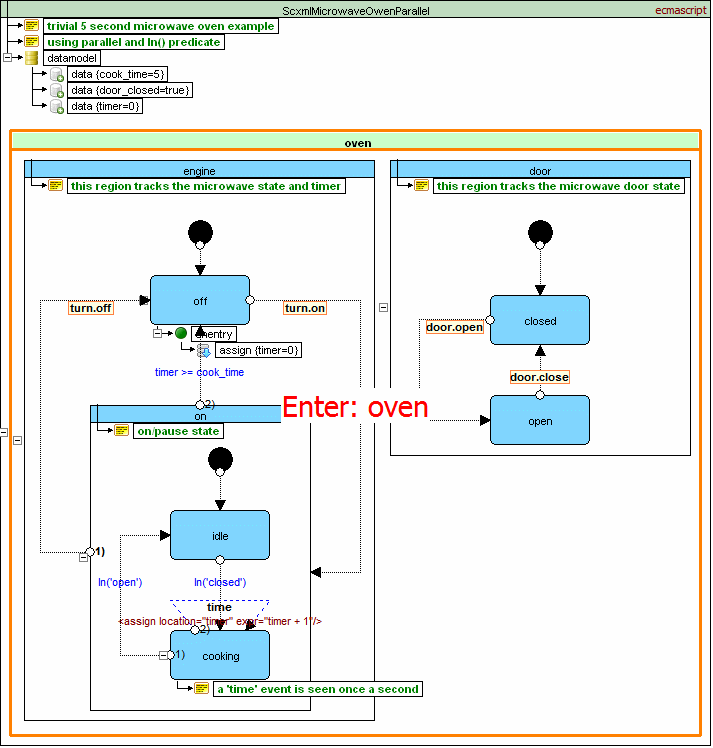 ScxmlMicrowaveOwenParallel
ecmascript
trivial 5 second microwave oven example
using parallel and In() predicate
datamodel
data {cook_time=5}
data {door_closed=true}
data {timer=0}
oven
engine
this region tracks the microwave state and timer
door
this region tracks the microwave door state
off
turn.off
turn.on
onentry
assign {timer=0}
timer >= cook_time
closed
door.open
door.close
open
Enter: oven
2)
on
on/pause state
idle
1)
In('open')
In('closed')
time
<assign location="timer" expr="timer + 1"/>
2)
1)
cooking
a 'time' event is seen once a second